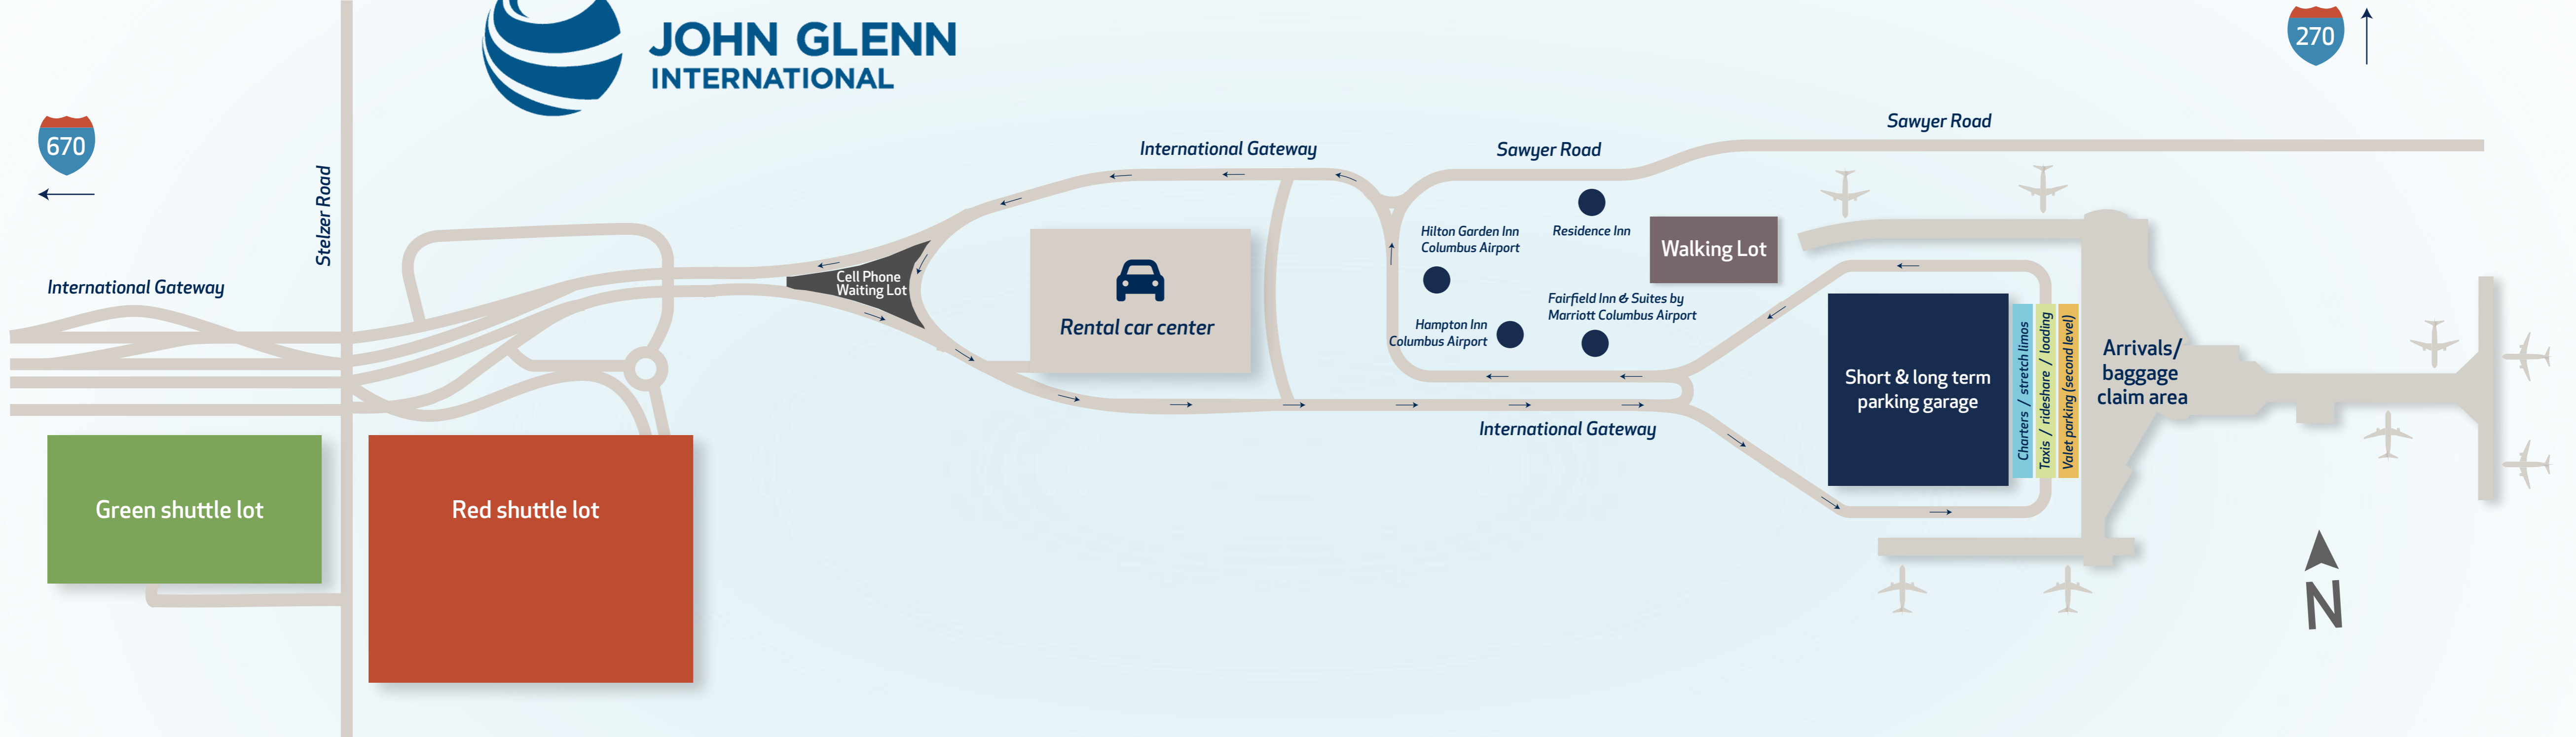 JOHN GLENN
INTERNATIONAL
270
670
Sawyer Road
International Gateway
Sawyer Road
Stelzer Road
Residence Inn
Hilton Garden Inn
Columbus Airport
Walking Lot
Cell Phone
Waiting Lot
International Gateway
Rental car center
Fairfield Inn & Suites by
Marriott Columbus Airport
Hampton Inn
Columbus Airport
Short & long term
parking garage
Charters / stretch limos
Taxis / rideshare / loading
Valet parking (second level)
Arrivals/
baggage
claim area
International Gateway
Green shuttle lot
Red shuttle lot
N